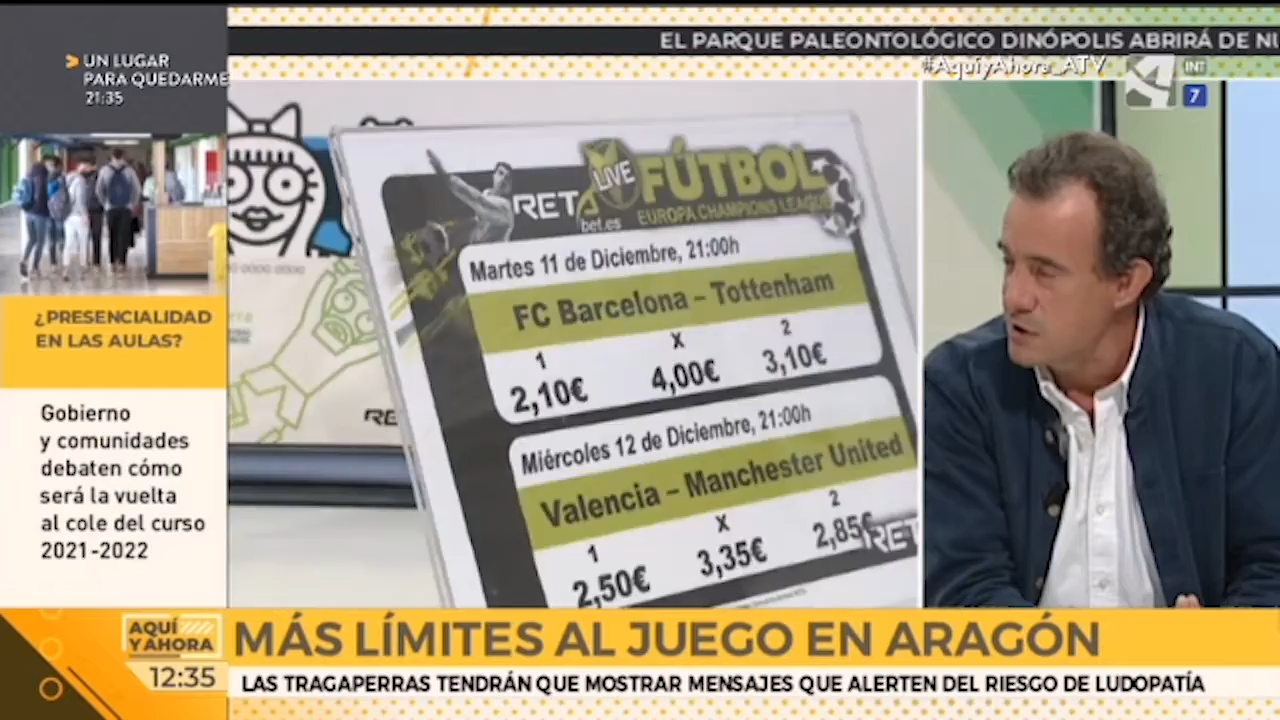 UN LUGAR
PARA QUEDARME
21:35
EL PARQUE PALEONTOLÓGICO DINÓPOLIS ABRIRÁ DE NU
#AquíyAhora_ATV
INT
7
¿PRESENCIALIDAD
EN LAS AULAS?
Gobierno
y comunidades
debaten cómo
será la vuelta
al cole del curso
2021-2022
RETA
bet.es
LIVE
FÚTBOL
EUROPA CHAMPIONS LEAGUE
Martes 11 de Diciembre, 21:00h
FC Barcelona – Tottenham
1 X 2
2,10€ 4,00€ 3,10€
Miércoles 12 de Diciembre, 21:00h
Valencia – Manchester United
1 X 2
2,50€ 3,35€ 2,85€
RET
RE
AQUÍ
Y AHORA
12:35
MÁS LÍMITES AL JUEGO EN ARAGÓN
LAS TRAGAPERRAS TENDRÁN QUE MOSTRAR MENSAJES QUE ALERTEN DEL RIESGO DE LUDOPATÍA